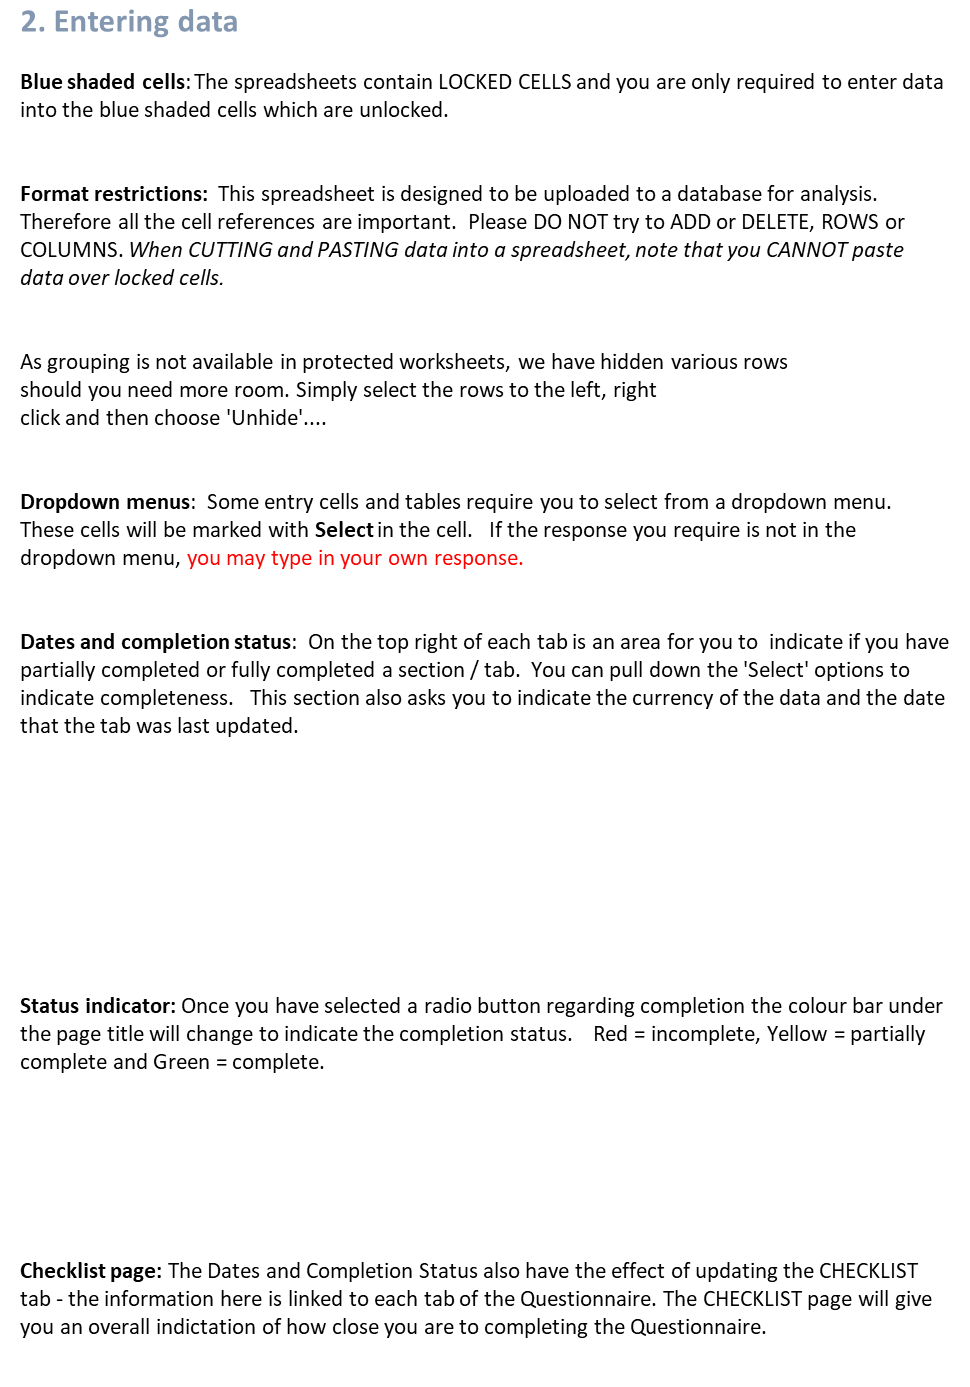 2. Entering data
Blue shaded cells: The spreadsheets contain LOCKED CELLS and you are only required to enter data
into the blue shaded cells which are unlocked.
Format restrictions:  This spreadsheet is designed to be uploaded to a database for analysis.
Therefore all the cell references are important.  Please DO NOT try to ADD or DELETE, ROWS or
COLUMNS. When CUTTING and PASTING data into a spreadsheet, note that you CANNOT paste
data over locked cells.
As grouping is not available in protected worksheets, we have hidden various rows
should you need more room. Simply select the rows to the left, right
click and then choose 'Unhide'....
Dropdown menus:  Some entry cells and tables require you to select from a dropdown menu.
These cells will be marked with Select in the cell.   If the response you require is not in the
dropdown menu, you may type in your own response.
Dates and completion status:  On the top right of each tab is an area for you to  indicate if you have
partially completed or fully completed a section / tab.  You can pull down the 'Select' options to
indicate completeness.   This section also asks you to indicate the currency of the data and the date
that the tab was last updated.
Status indicator: Once you have selected a radio button regarding completion the colour bar under
the page title will change to indicate the completion status.    Red = incomplete, Yellow = partially
complete and Green = complete.
Checklist page: The Dates and Completion Status also have the effect of updating the CHECKLIST
tab - the information here is linked to each tab of the Questionnaire. The CHECKLIST page will give
you an overall indictation of how close you are to completing the Questionnaire.